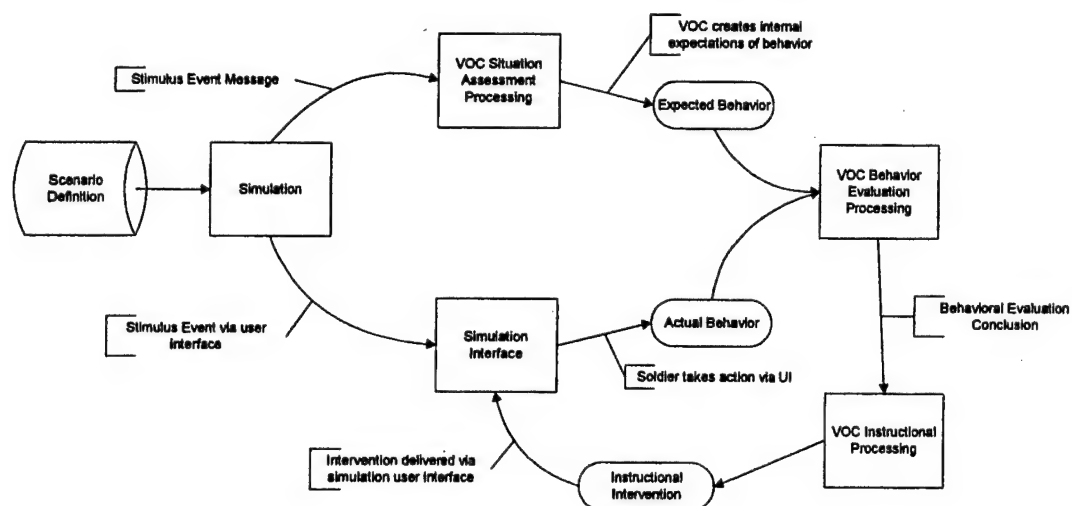 VOC creates internal
expectations of behavior
Stimulus Event Message
VOC Situation
Assessment
Processing
Expected Behavior
Scenario
Definition
Simulation
VOC Behavior
Evaluation
Processing
Stimulus Event via user
interface
Simulation
Interface
Actual Behavior
Behavioral Evaluation
Conclusion
Soldier takes action via UI
VOC Instructional
Processing
Intervention delivered via
simulation user interface
Instructional
Intervention